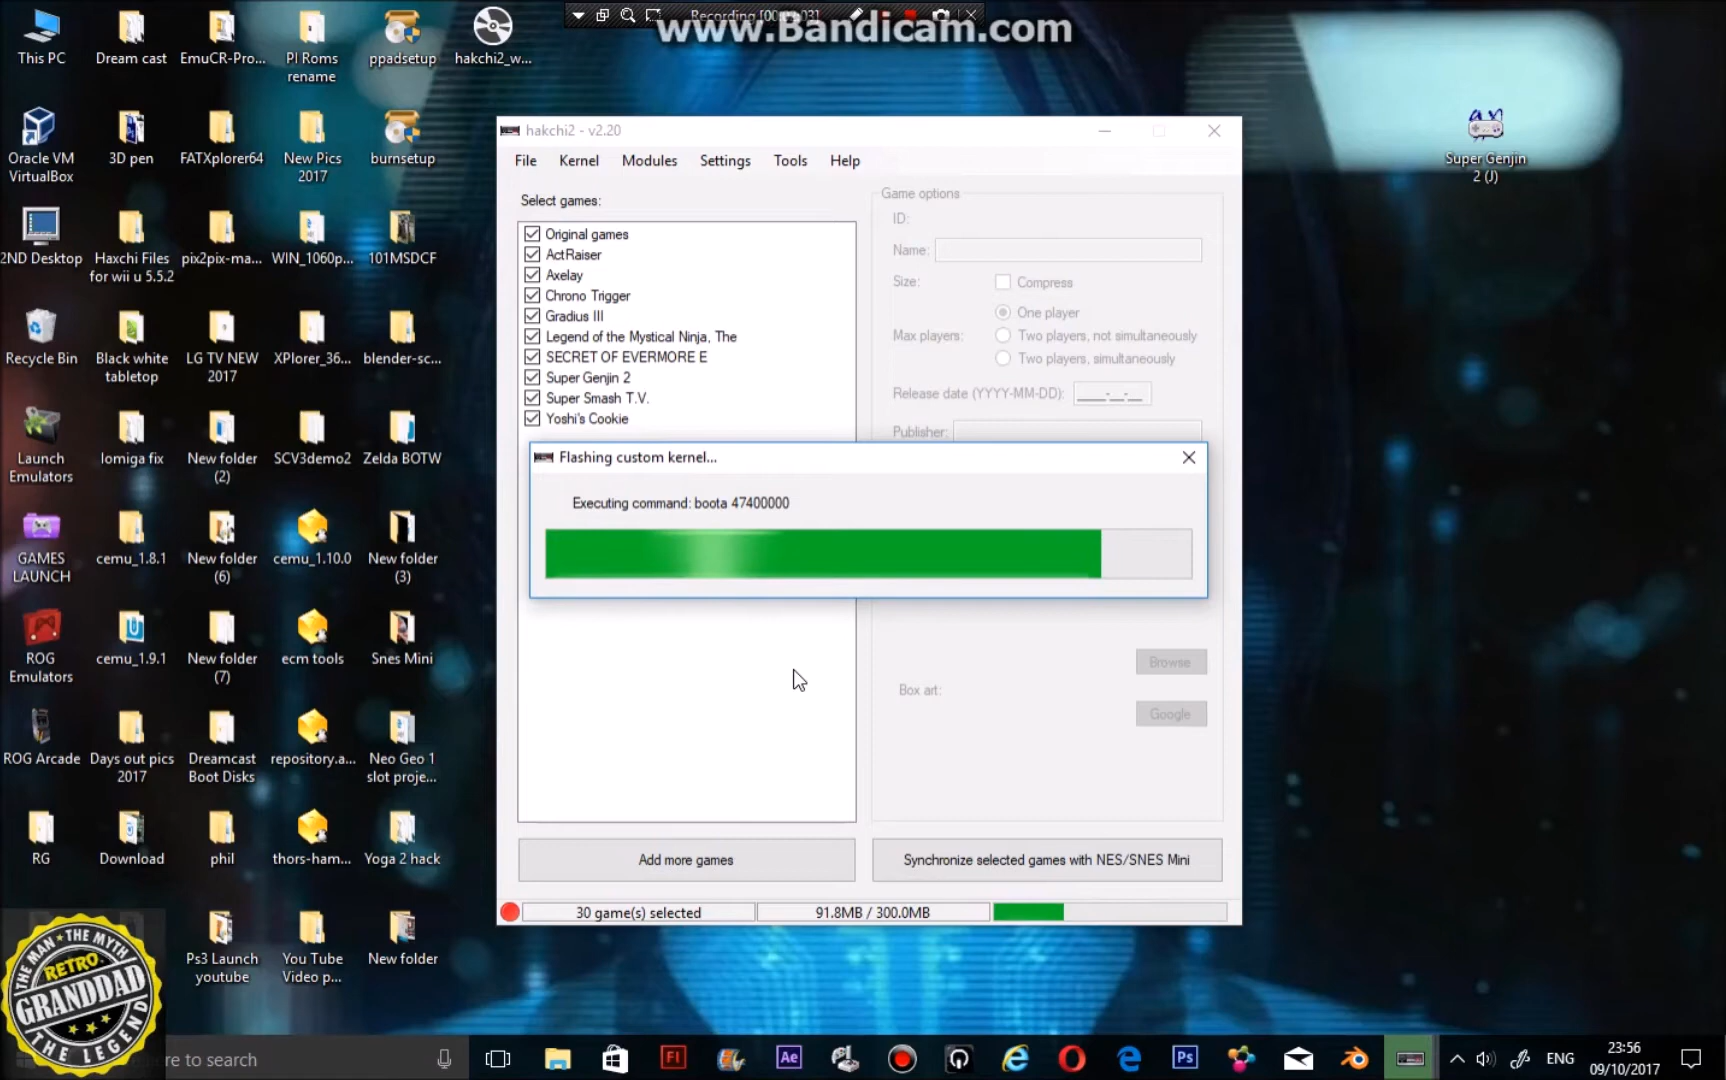 Recording [00:
www.Bandicam.com
This PC
Dream cast
EmuCR-Pro...
PI Roms
rename
ppadsetup
hakchi2_w...
Oracle VM
VirtualBox
3D pen
FATXplorer64
New Pics
2017
burnsetup
2ND Desktop
Haxchi Files
for wii u 5.5.2
pix2pix-ma...
WIN_1060p...
101MSDCF
Recycle Bin
Black white
tabletop
LG TV NEW
2017
XPlorer_36...
blender-sc...
Launch
Emulators
lomiga fix
New folder
(2)
SCV3demo2
Zelda BOTW
GAMES
LAUNCH
cemu_1.8.1
New folder
(6)
cemu_1.10.0
New folder
(3)
ROG
Emulators
cemu_1.9.1
New folder
(7)
ecm tools
Snes Mini
ROG Arcade
Days out pics
2017
Dreamcast
Boot Disks
repository.a...
Neo Geo 1
slot proje...
RG
Download
phil
thors-ham...
Yoga 2 hack
Ps3 Launch
youtube
You Tube
Video p...
New folder
Super Genjin
2 (J)
hakchi2 - v2.20
File Kernel Modules Settings Tools Help
Select games:
Original games
ActRaiser
Axelay
Chrono Trigger
Gradius III
Legend of the Mystical Ninja, The
SECRET OF EVERMORE E
Super Genjin 2
Super Smash T.V.
Yoshi's Cookie
Game options
ID:
Name:
Size:
Compress
One player
Max players:
Two players, not simultaneously
Two players, simultaneously
Release date (YYYY-MM-DD): ____-__-__
Publisher:
Flashing custom kernel...
Executing command: boota 47400000
Browse
Box art:
Google
Add more games
Synchronize selected games with NES/SNES Mini
30 game(s) selected
91.8MB / 300.0MB
THE MAN THE MYTH
RETRO
GRANDDAD
THE LEGEND
re to search
Fl
Ae
Ps
ENG
23:56
09/10/2017